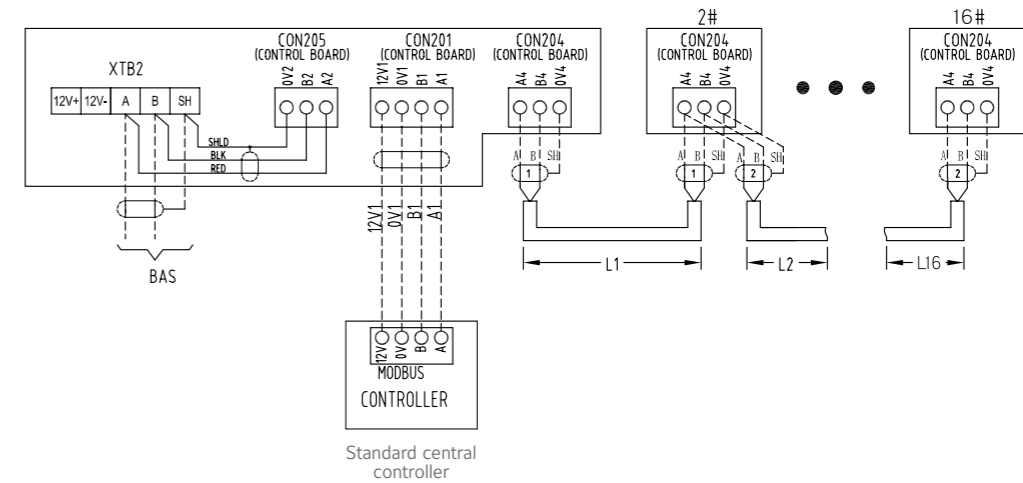 2#
16#
XTB2
12V+ 12V- A B SH
CON205
(CONTROL BOARD)
0V2 B2 A2
CON201
(CONTROL BOARD)
12V1 0V1 B1 A1
CON204
(CONTROL BOARD)
A4 B4 0V4
CON204
(CONTROL BOARD)
A4 B4 0V4
CON204
(CONTROL BOARD)
A4 B4 0V4
SHLD
BLK
RED
A B SH
1
A B SH
1
A B SH
2
A B SH
2
12V1 0V1 B1 A1
BAS
L1
L2
L16
12V 0V B A
MODBUS
CONTROLLER
Standard central
controller